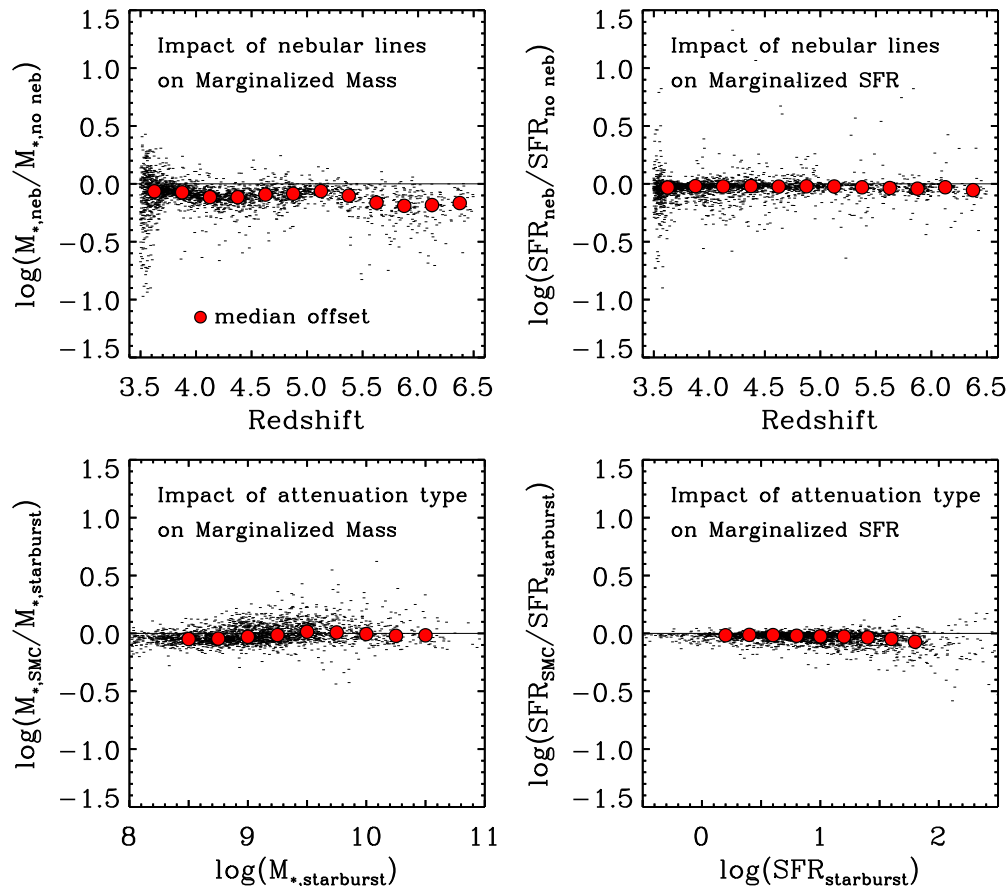 Impact of nebular lines
on Marginalized Mass
log(M*,neb/M*,no neb)
1.5
1.0
0.5
0.0
−0.5
−1.0
−1.5
median offset
3.5 4.0 4.5 5.0 5.5 6.0 6.5
Redshift
Impact of nebular lines
on Marginalized SFR
log(SFRneb/SFRno neb)
1.5
1.0
0.5
0.0
−0.5
−1.0
−1.5
3.5 4.0 4.5 5.0 5.5 6.0 6.5
Redshift
Impact of attenuation type
on Marginalized Mass
log(M*,SMC/M*,starburst)
1.5
1.0
0.5
0.0
−0.5
−1.0
−1.5
8 9 10 11
log(M*,starburst)
Impact of attenuation type
on Marginalized SFR
log(SFRSMC/SFRstarburst)
1.5
1.0
0.5
0.0
−0.5
−1.0
−1.5
0 1 2
log(SFRstarburst)